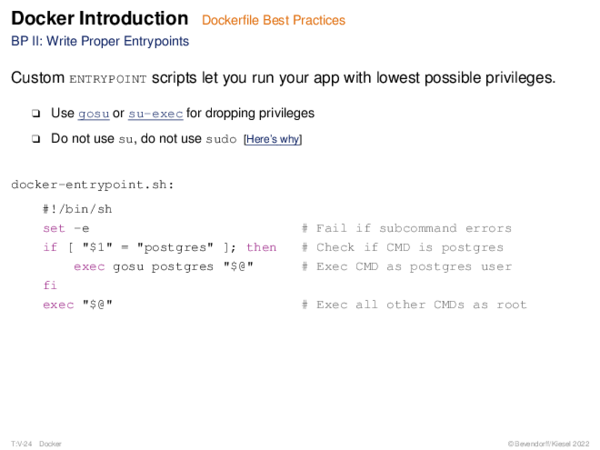 Docker Introduction Dockerfile Best Practices
BP II: Write Proper Entrypoints
Custom ENTRYPOINT scripts let you run your app with lowest possible privileges.
❑ Use gosu or su-exec for dropping privileges
❑ Do not use su, do not use sudo [Here's why]
docker-entrypoint.sh:
#!/bin/sh
set -e # Fail if subcommand errors
if [ "$1" = "postgres" ]; then # Check if CMD is postgres
exec gosu postgres "$@" # Exec CMD as postgres user
fi
exec "$@" # Exec all other CMDs as root
T:V-24 Docker © Bevendorff/Kiesel 2022